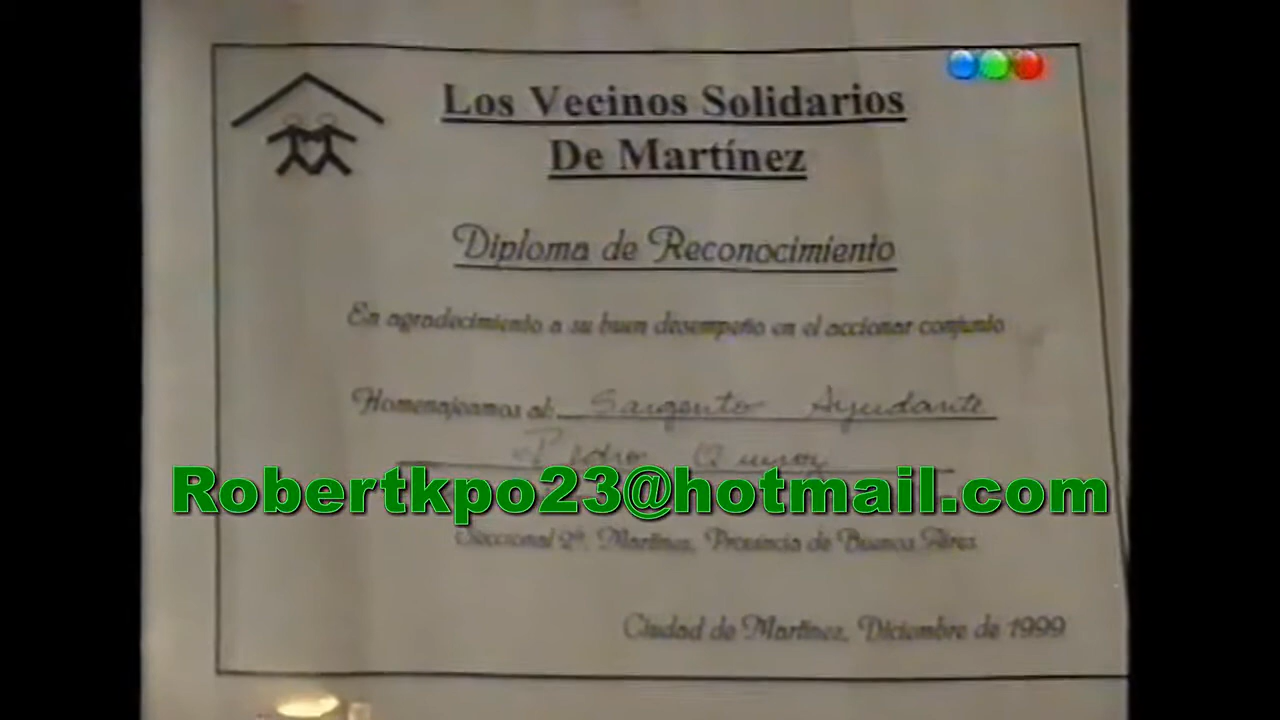 Los Vecinos Solidarios
De Martínez
Diploma de Reconocimiento
En agradecimiento a su buen desempeño en el accionar conjunto
Homenajeamos al: Sargento Ayudante
Pedro
Robertkpo23@hotmail.com
Seccional 2ª. Martínez, Provincia de Buenos Aires
Ciudad de Martínez, Diciembre de 1999